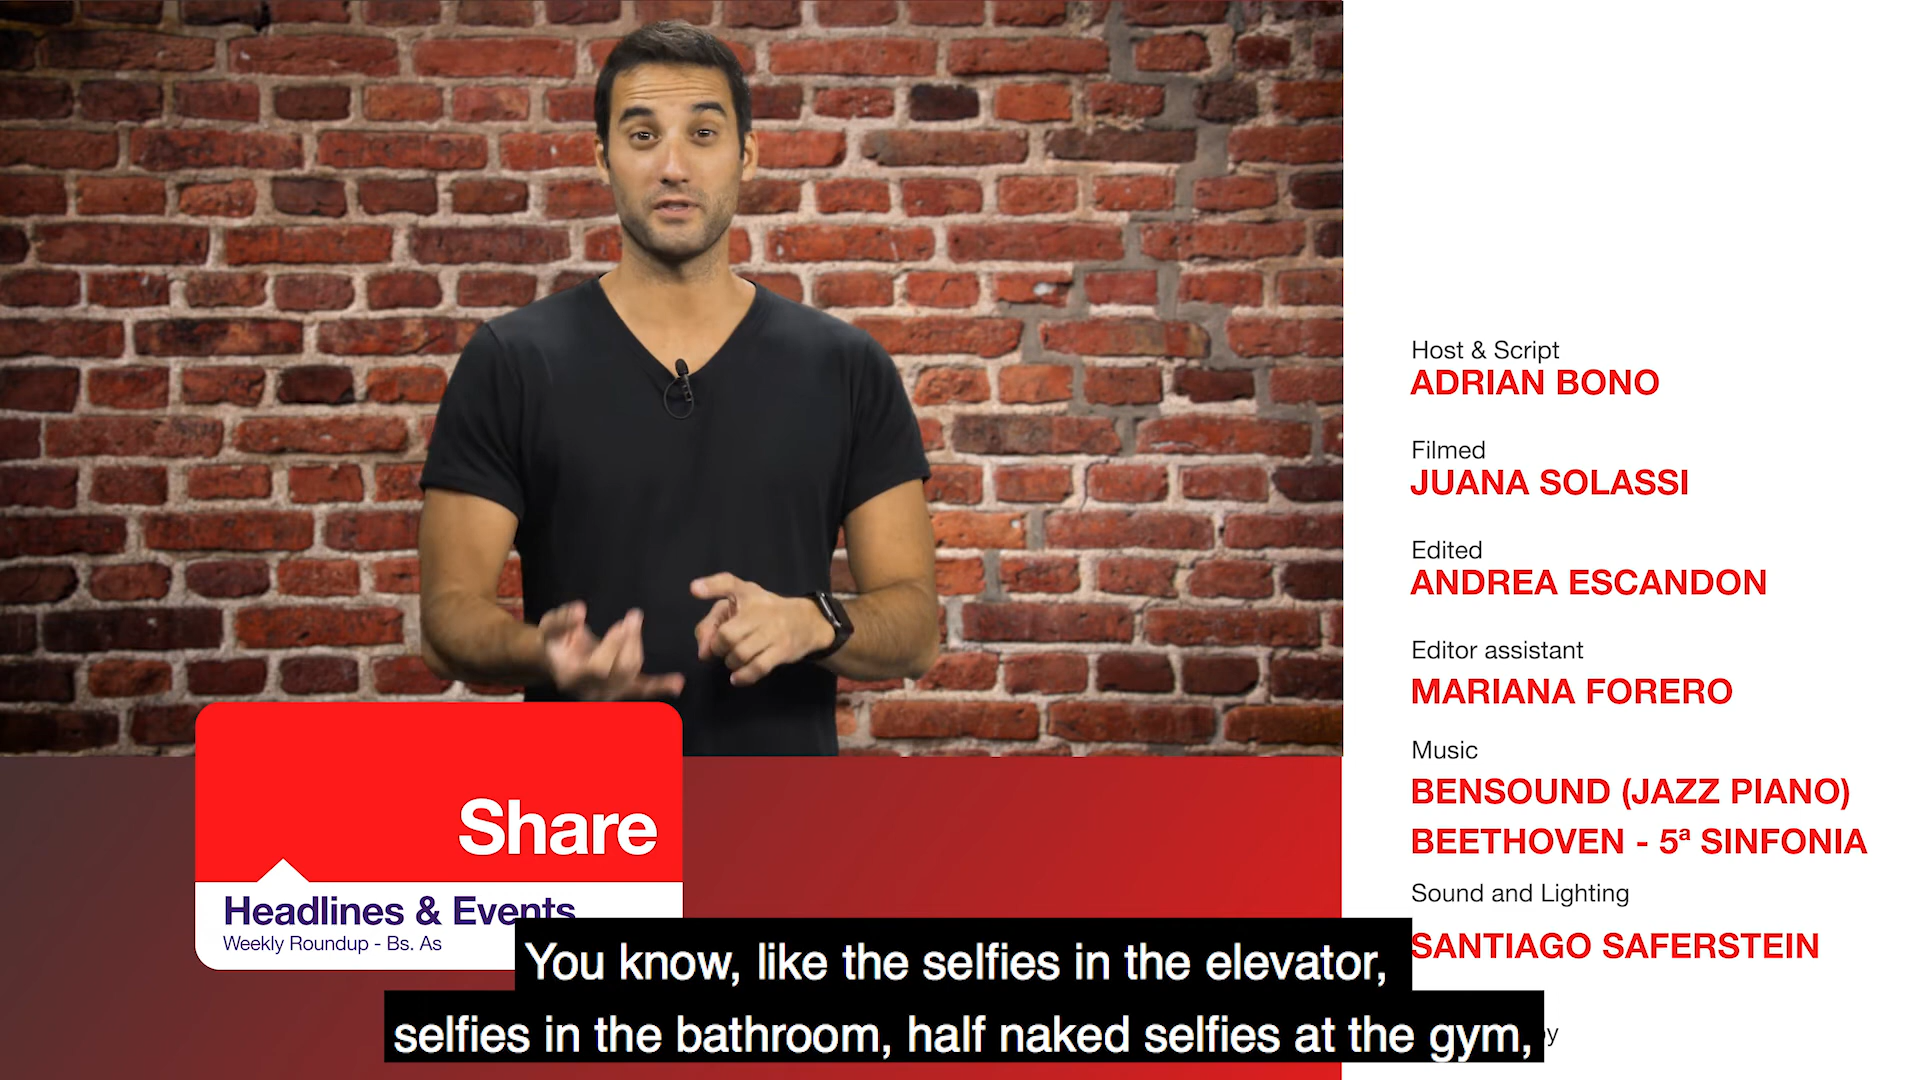 Host & Script
ADRIAN BONO
Filmed
JUANA SOLASSI
Edited
ANDREA ESCANDON
Editor assistant
MARIANA FORERO
Music
BENSOUND (JAZZ PIANO)
BEETHOVEN - 5ª SINFONIA
Sound and Lighting
SANTIAGO SAFERSTEIN
Share
Headlines & Events
Weekly Roundup - Bs. As
You know, like the selfies in the elevator,
selfies in the bathroom, half naked selfies at the gym,